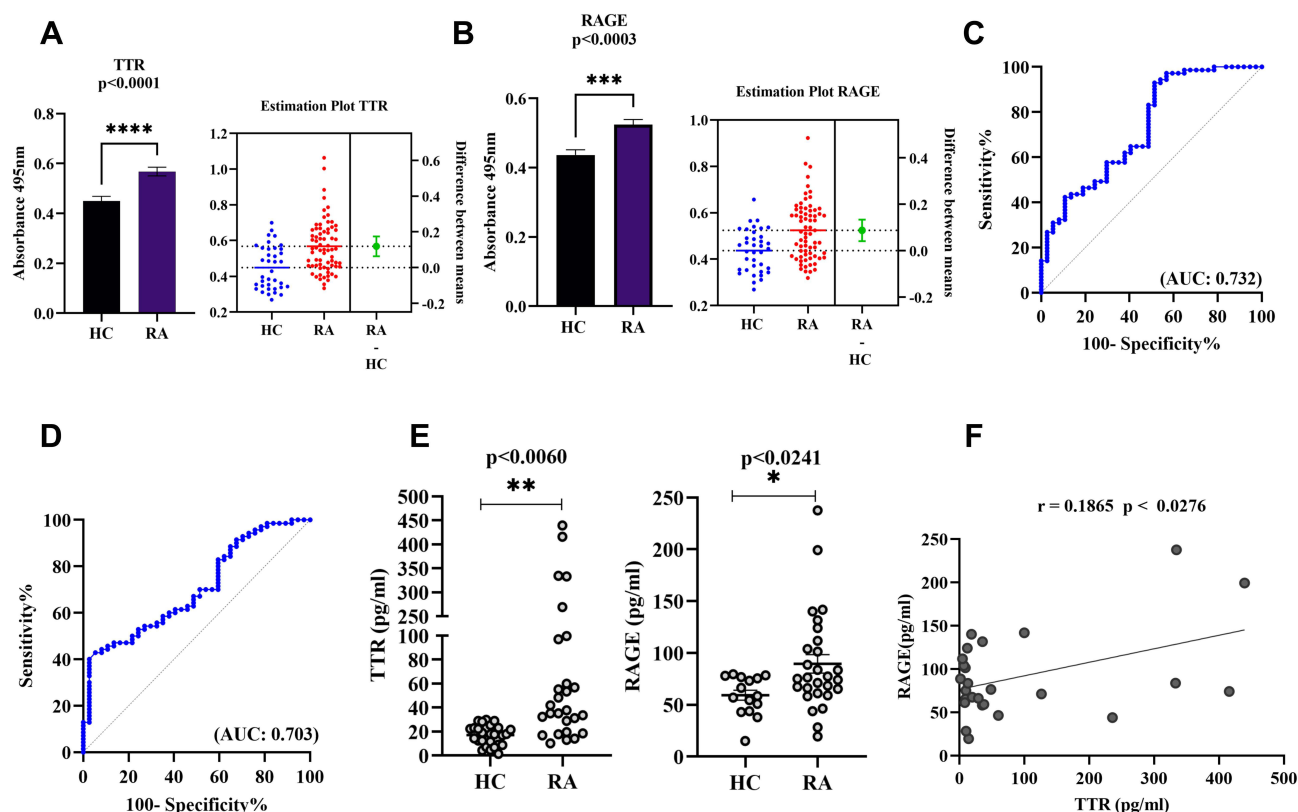 A
TTR
p<0.0001
****
Absorbance 495nm
0.8
0.6
0.4
0.2
0.0
HC
RA
Estimation Plot TTR
1.2
1.0
0.8
0.6
0.4
0.2
0.6
0.4
0.2
0.0
-0.2
Difference between means
HC
RA
RA
-
HC
B
RAGE
p<0.0003
***
Absorbance 495nm
0.6
0.4
0.2
0.0
HC
RA
Estimation Plot RAGE
1.0
0.8
0.6
0.4
0.2
0.4
0.2
-0.0
-0.2
Difference between means
HC
RA
RA
-
HC
C
Sensitivity%
100
80
60
40
20
0
(AUC: 0.732)
0 20 40 60 80 100
100- Specificity%
D
Sensitivity%
100
80
60
40
20
0
(AUC: 0.703)
0 20 40 60 80 100
100- Specificity%
E
p<0.0060
**
TTR (pg/ml)
500
450
400
350
300
250
200
150
100
50
0
100
80
60
40
20
0
HC
RA
p<0.0241
*
RAGE (pg/ml)
250
200
150
100
50
0
HC
RA
F
r = 0.1865 p < 0.0276
RAGE(pg/ml)
250
200
150
100
50
0
0 100 200 300 400 500
TTR (pg/ml)